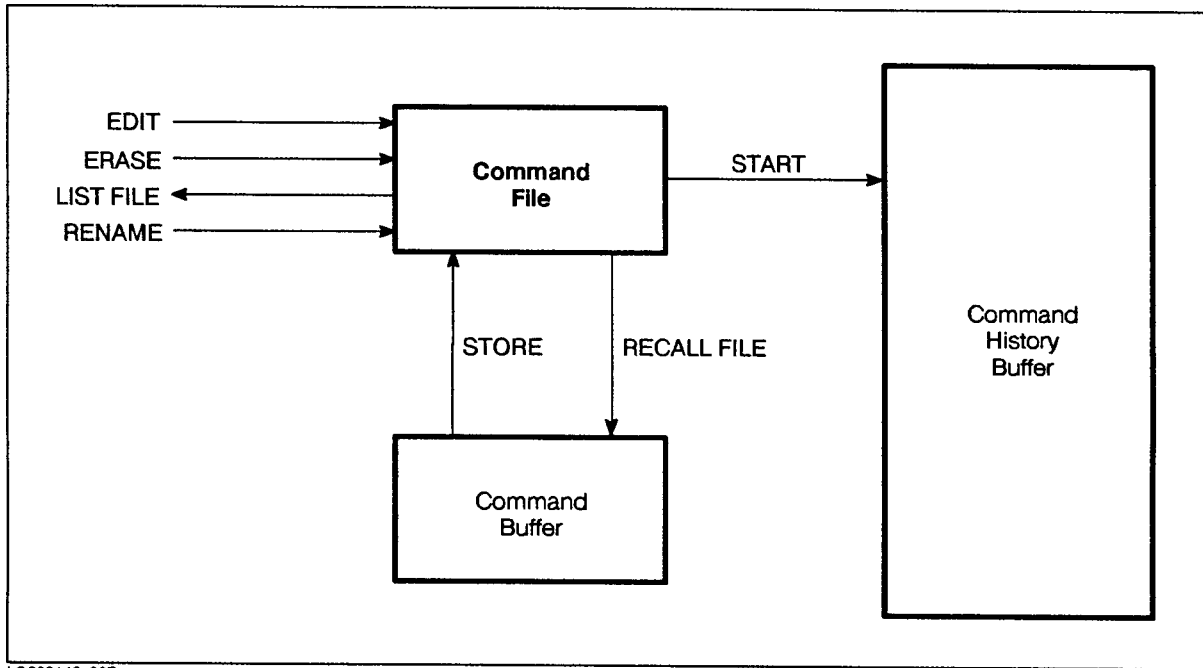 EDIT
ERASE
LIST FILE
RENAME
Command
File
START
STORE
RECALL FILE
Command
History
Buffer
Command
Buffer